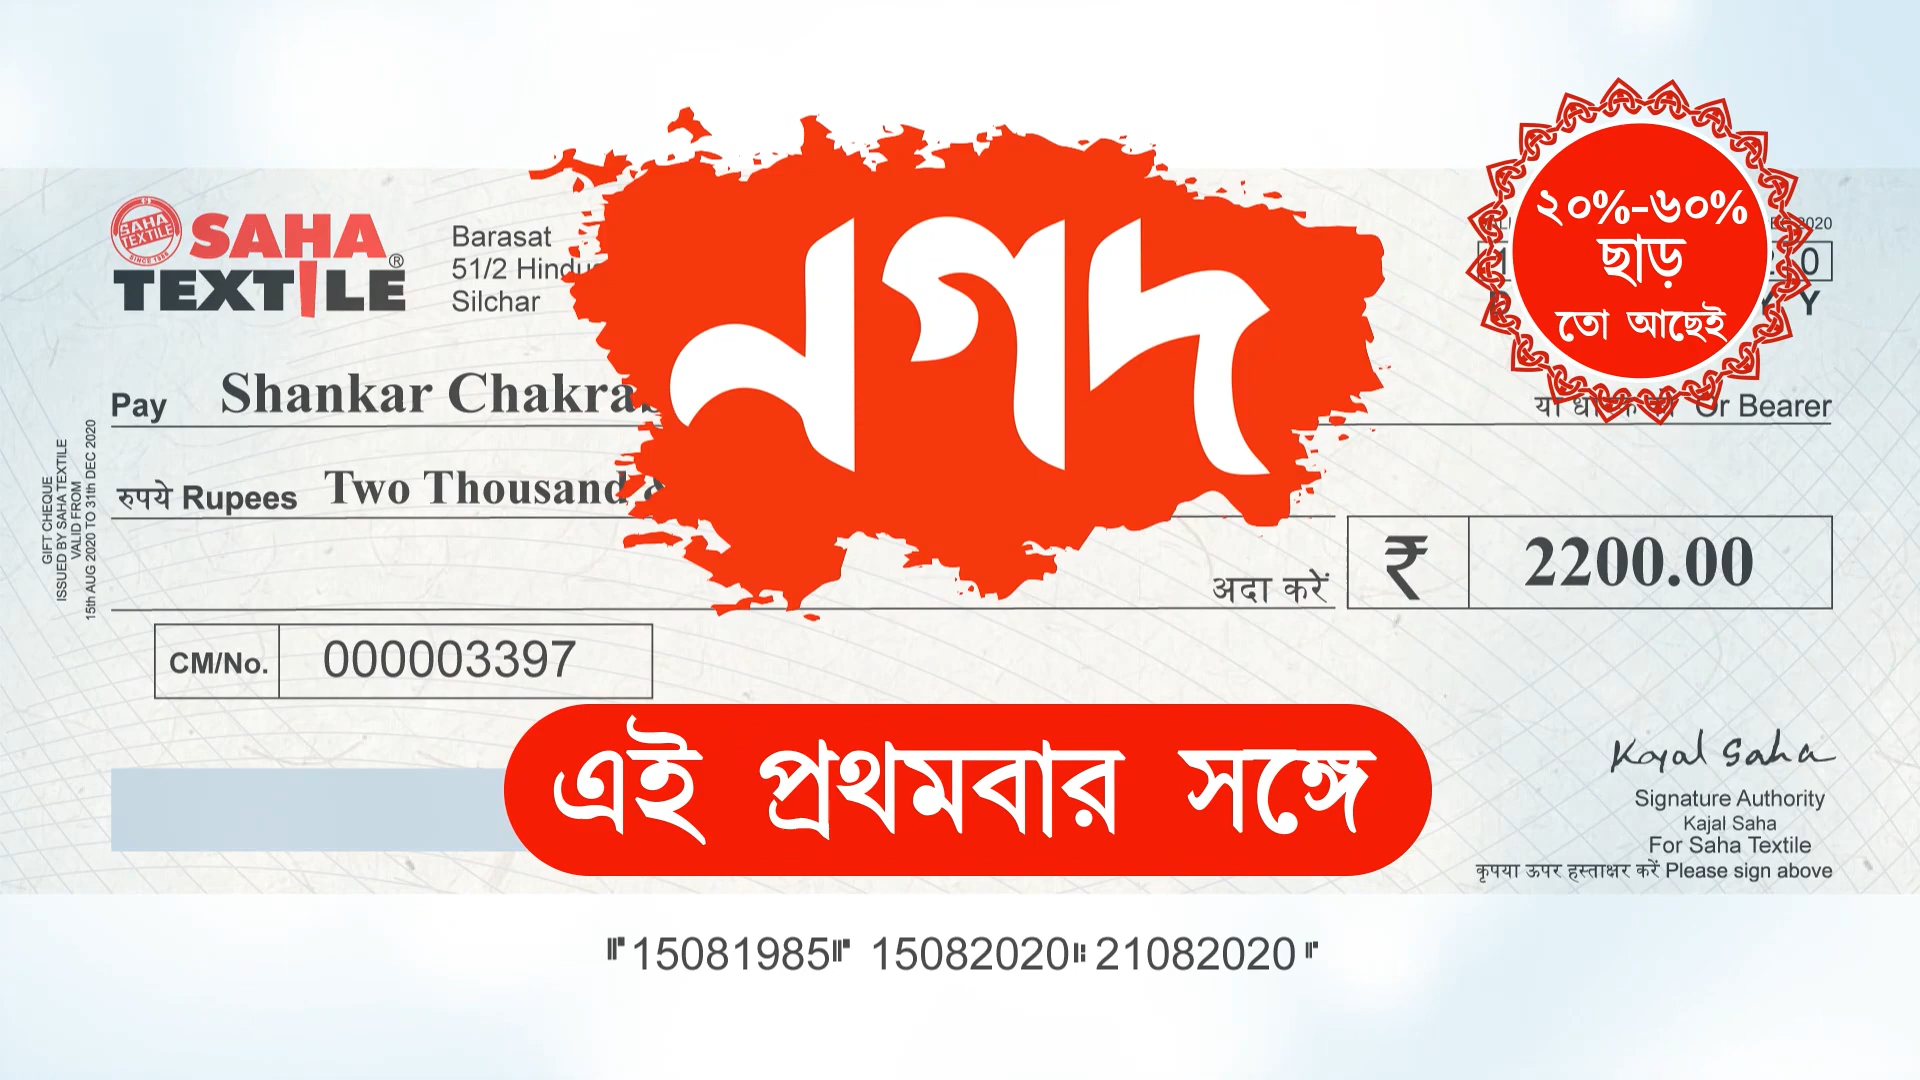 SAHA
TEXTILE
SINCE 1985
SAHA
TEXTILE®
Barasat
51/2
Silchar
নগদ
২০%-৬০%
ছাড়
তো আছেই
Pay Shankar
Or Bearer
रुपये Rupees Two Thousand
अदा करें ₹ 2200.00
GIFT CHEQUE
ISSUED BY SAHA TEXTILE
VALID FROM
15th AUG 2020 TO 31th DEC 2020
CM/No. 000003397
এই প্রথমবার সঙ্গে
Kajal Saha
Signature Authority
Kajal Saha
For Saha Textile
कृपया ऊपर हस्ताक्षर करें Please sign above
⑈15081985⑈ 15082020⑆21082020⑈